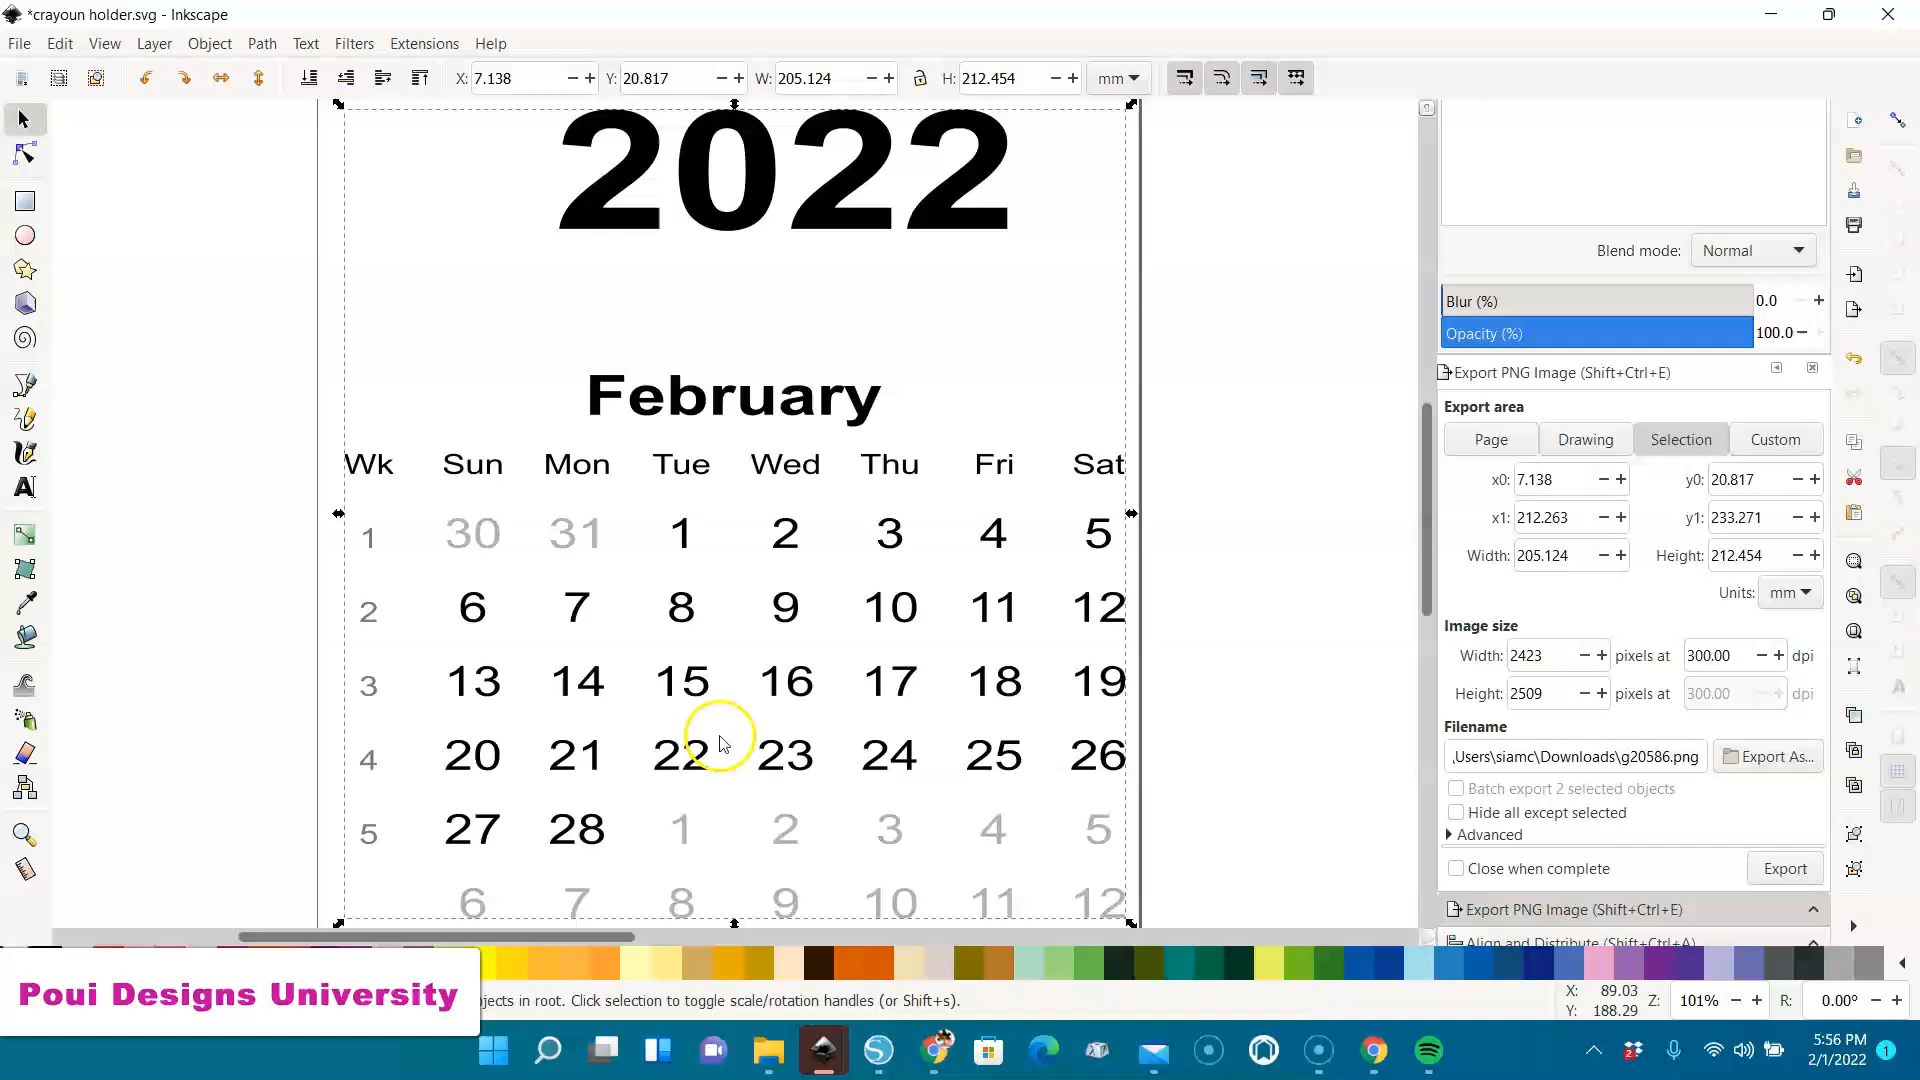 *crayoun holder.svg - Inkscape
File Edit View Layer Object Path Text Filters Extensions Help
X: 7.138 Y: 20.817 W: 205.124 H: 212.454 mm
2022
February
Wk Sun Mon Tue Wed Thu Fri Sat
1 30 31 1 2 3 4 5
2 6 7 8 9 10 11 12
3 13 14 15 16 17 18 19
4 20 21 22 23 24 25 26
5 27 28 1 2 3 4 5
6 7 8 9 10 11 12
Blend mode: Normal
Blur (%) 0.0
Opacity (%) 100.0
Export PNG Image (Shift+Ctrl+E)
Export area
Page Drawing Selection Custom
x0: 7.138 y0: 20.817
x1: 212.263 y1: 233.271
Width: 205.124 Height: 212.454
Units: mm
Image size
Width: 2423 pixels at 300.00 dpi
Height: 2509 pixels at 300.00 dpi
Filename
,Users\siamc\Downloads\g20586.png Export As...
Batch export 2 selected objects
Hide all except selected
Advanced
Close when complete Export
Export PNG Image (Shift+Ctrl+E)
Align and Distribute (Shift+Ctrl+A)
Poui Designs University
jects in root. Click selection to toggle scale/rotation handles (or Shift+s).
X: 89.03
Y: 188.29
Z: 101% R: 0.00°
5:56 PM
2/1/2022
1
2